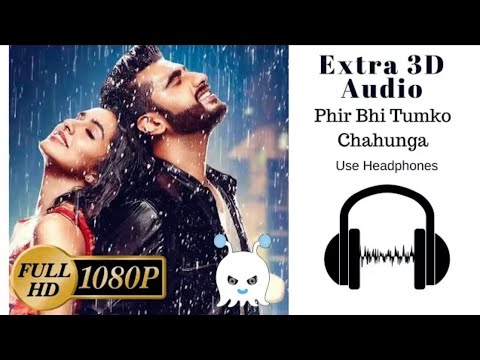 Extra 3D
Audio
Phir Bhi Tumko
Chahunga
Use Headphones
FULL
HD
1080P